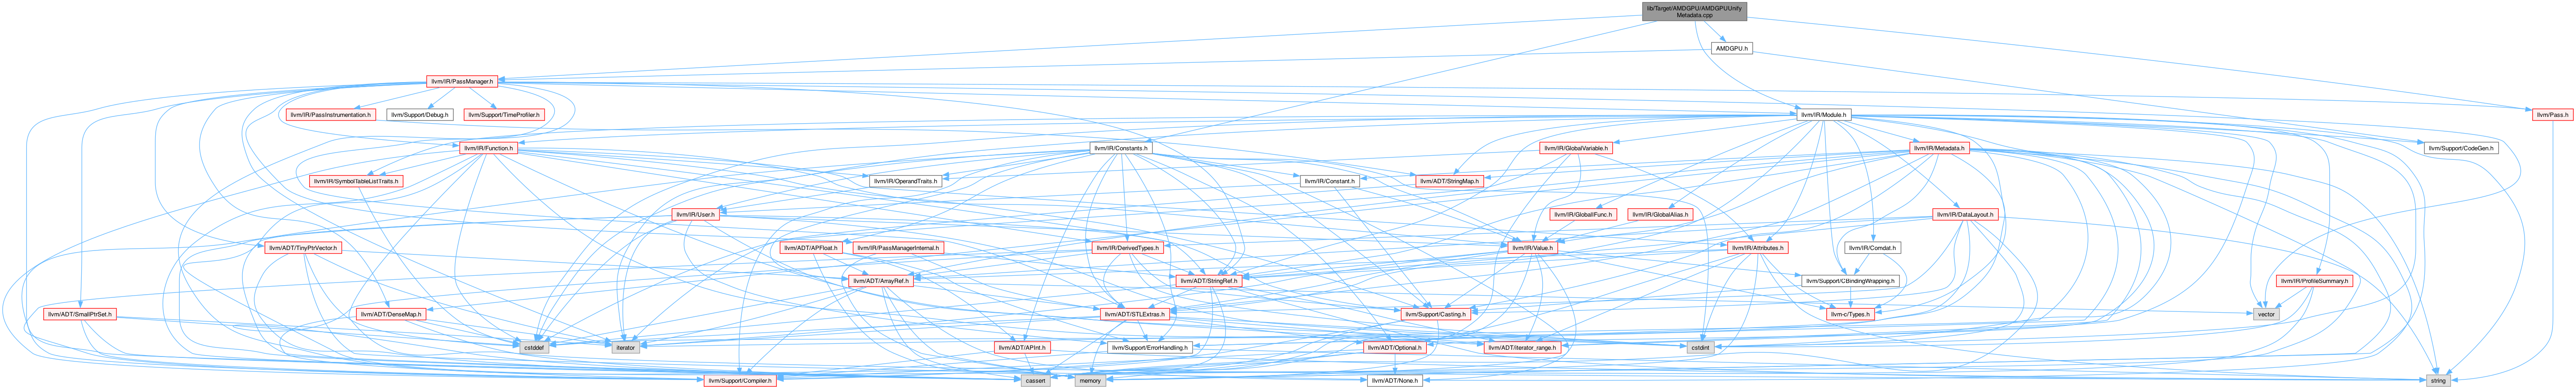 lib/Target/AMDGPU/AMDGPUUnify
Metadata.cpp
AMDGPU.h
llvm/IR/PassManager.h
llvm/IR/PassInstrumentation.h
llvm/Support/Debug.h
llvm/Support/TimeProfiler.h
llvm/IR/Module.h
llvm/Pass.h
llvm/IR/Function.h
llvm/IR/Constants.h
llvm/IR/GlobalVariable.h
llvm/IR/Metadata.h
llvm/Support/CodeGen.h
llvm/IR/SymbolTableListTraits.h
llvm/IR/OperandTraits.h
llvm/IR/Constant.h
llvm/ADT/StringMap.h
llvm/IR/User.h
llvm/IR/GlobalIFunc.h
llvm/IR/GlobalAlias.h
llvm/IR/DataLayout.h
llvm/ADT/TinyPtrVector.h
llvm/ADT/APFloat.h
llvm/IR/PassManagerInternal.h
llvm/IR/DerivedTypes.h
llvm/IR/Value.h
llvm/IR/Attributes.h
llvm/IR/Comdat.h
llvm/ADT/ArrayRef.h
llvm/ADT/StringRef.h
llvm/Support/CBindingWrapping.h
llvm/IR/ProfileSummary.h
llvm/ADT/SmallPtrSet.h
llvm/ADT/DenseMap.h
llvm/ADT/STLExtras.h
llvm/Support/Casting.h
llvm-c/Types.h
vector
cstddef
iterator
llvm/ADT/APInt.h
llvm/Support/ErrorHandling.h
llvm/ADT/Optional.h
llvm/ADT/iterator_range.h
cstdint
llvm/Support/Compiler.h
cassert
memory
llvm/ADT/None.h
string